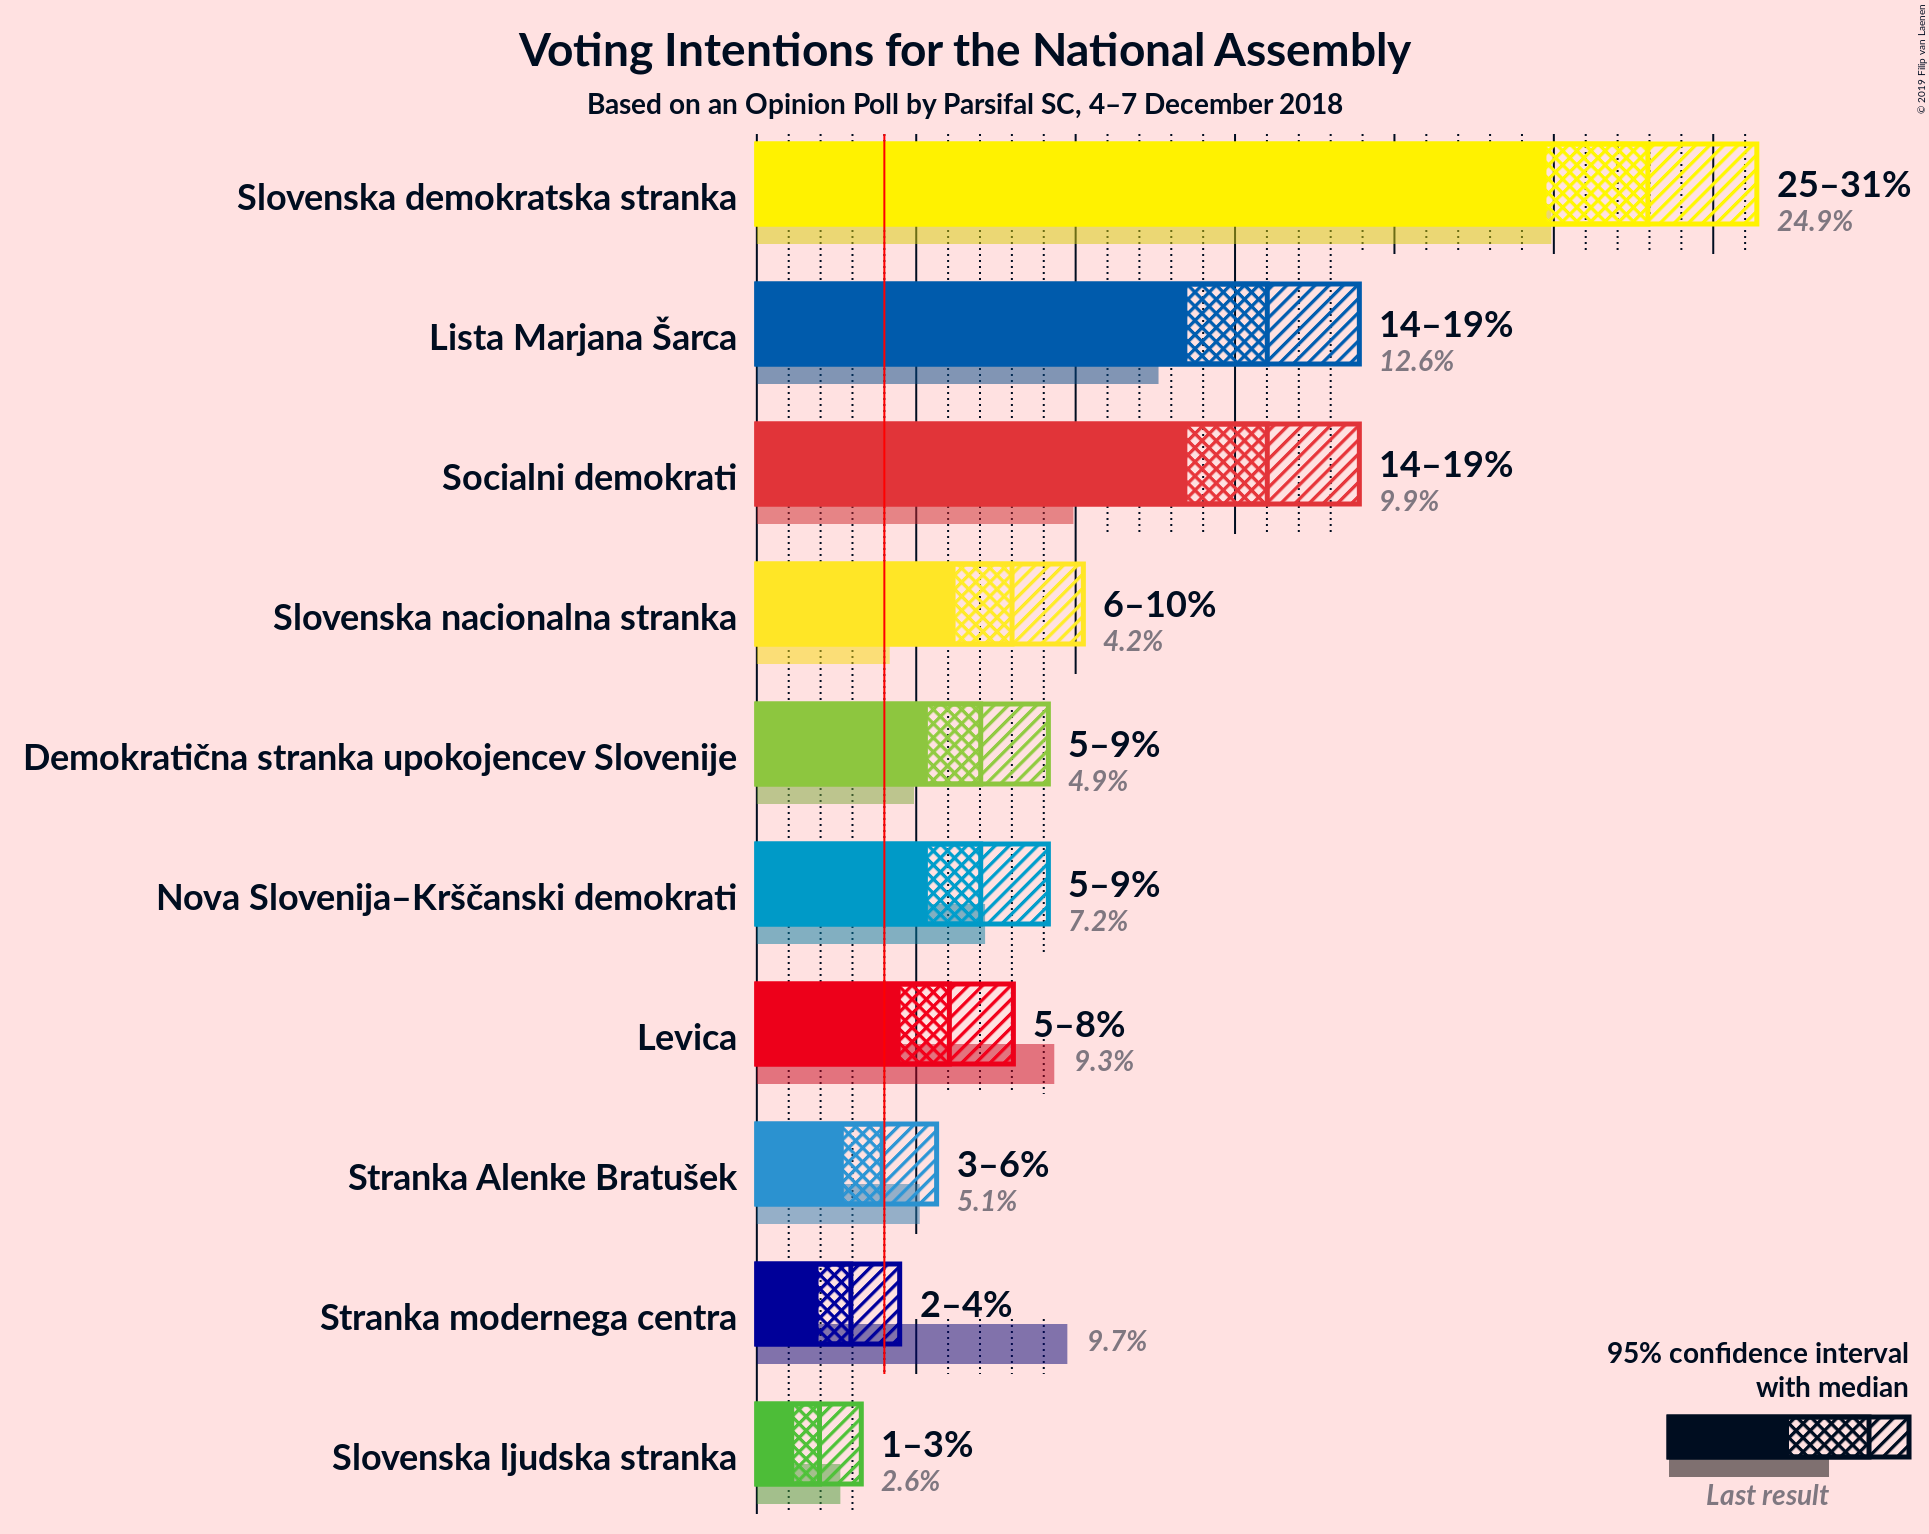 Voting Intentions for the National Assembly
Based on an Opinion Poll by Parsifal SC, 4–7 December 2018
© 2019 Filip van Laenen
Slovenska demokratska stranka
25–31%
24.9%
Lista Marjana Šarca
14–19%
12.6%
Socialni demokrati
14–19%
9.9%
Slovenska nacionalna stranka
6–10%
4.2%
Demokratična stranka upokojencev Slovenije
5–9%
4.9%
Nova Slovenija–Krščanski demokrati
5–9%
7.2%
Levica
5–8%
9.3%
Stranka Alenke Bratušek
3–6%
5.1%
Stranka modernega centra
2–4%
9.7%
Slovenska ljudska stranka
1–3%
2.6%
95% confidence interval
with median
Last result